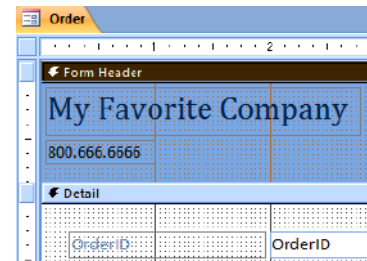 Order
1 2
Form Header
My Favorite Company
800.666.6666
Detail
OrderID OrderID